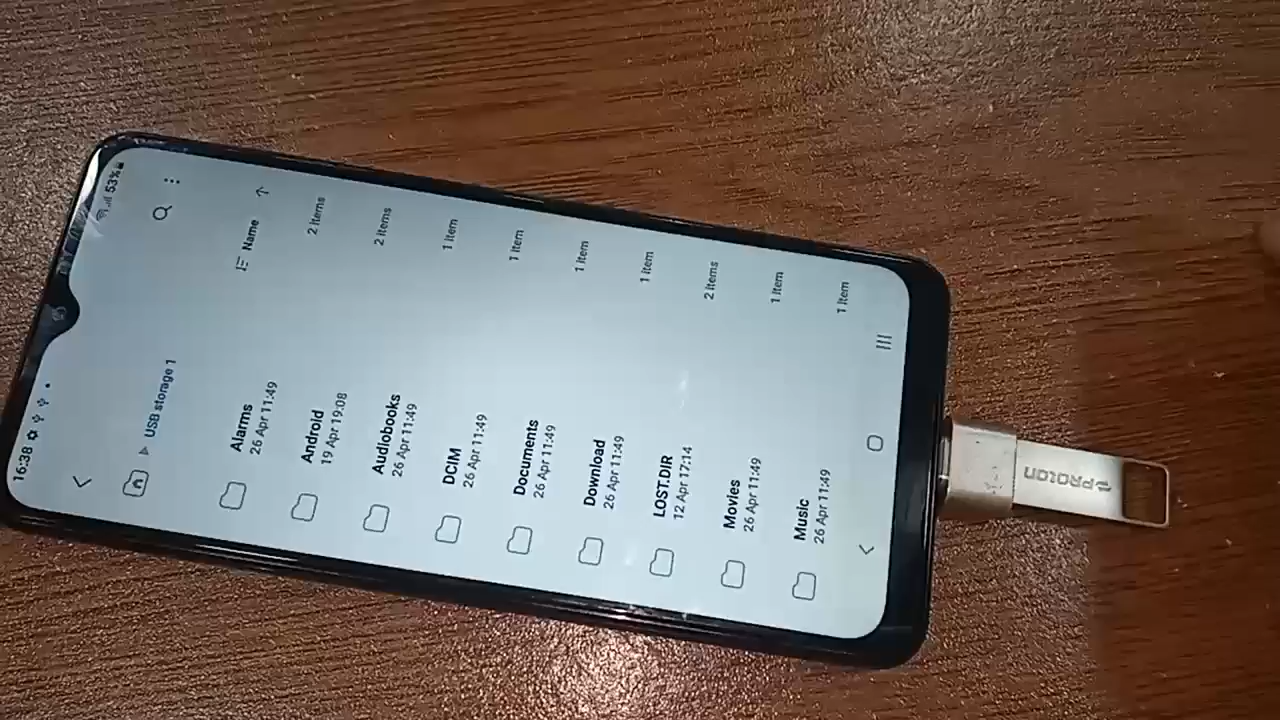 16:38
53%
USB storage 1
Name
Alarms
26 Apr 11:49
2 items
Android
19 Apr 19:08
2 items
Audiobooks
26 Apr 11:49
1 item
DCIM
26 Apr 11:49
1 item
Documents
26 Apr 11:49
1 item
Download
26 Apr 11:49
1 item
LOST.DIR
12 Apr 17:14
2 items
Movies
26 Apr 11:49
1 item
Music
26 Apr 11:49
1 item
PROTON